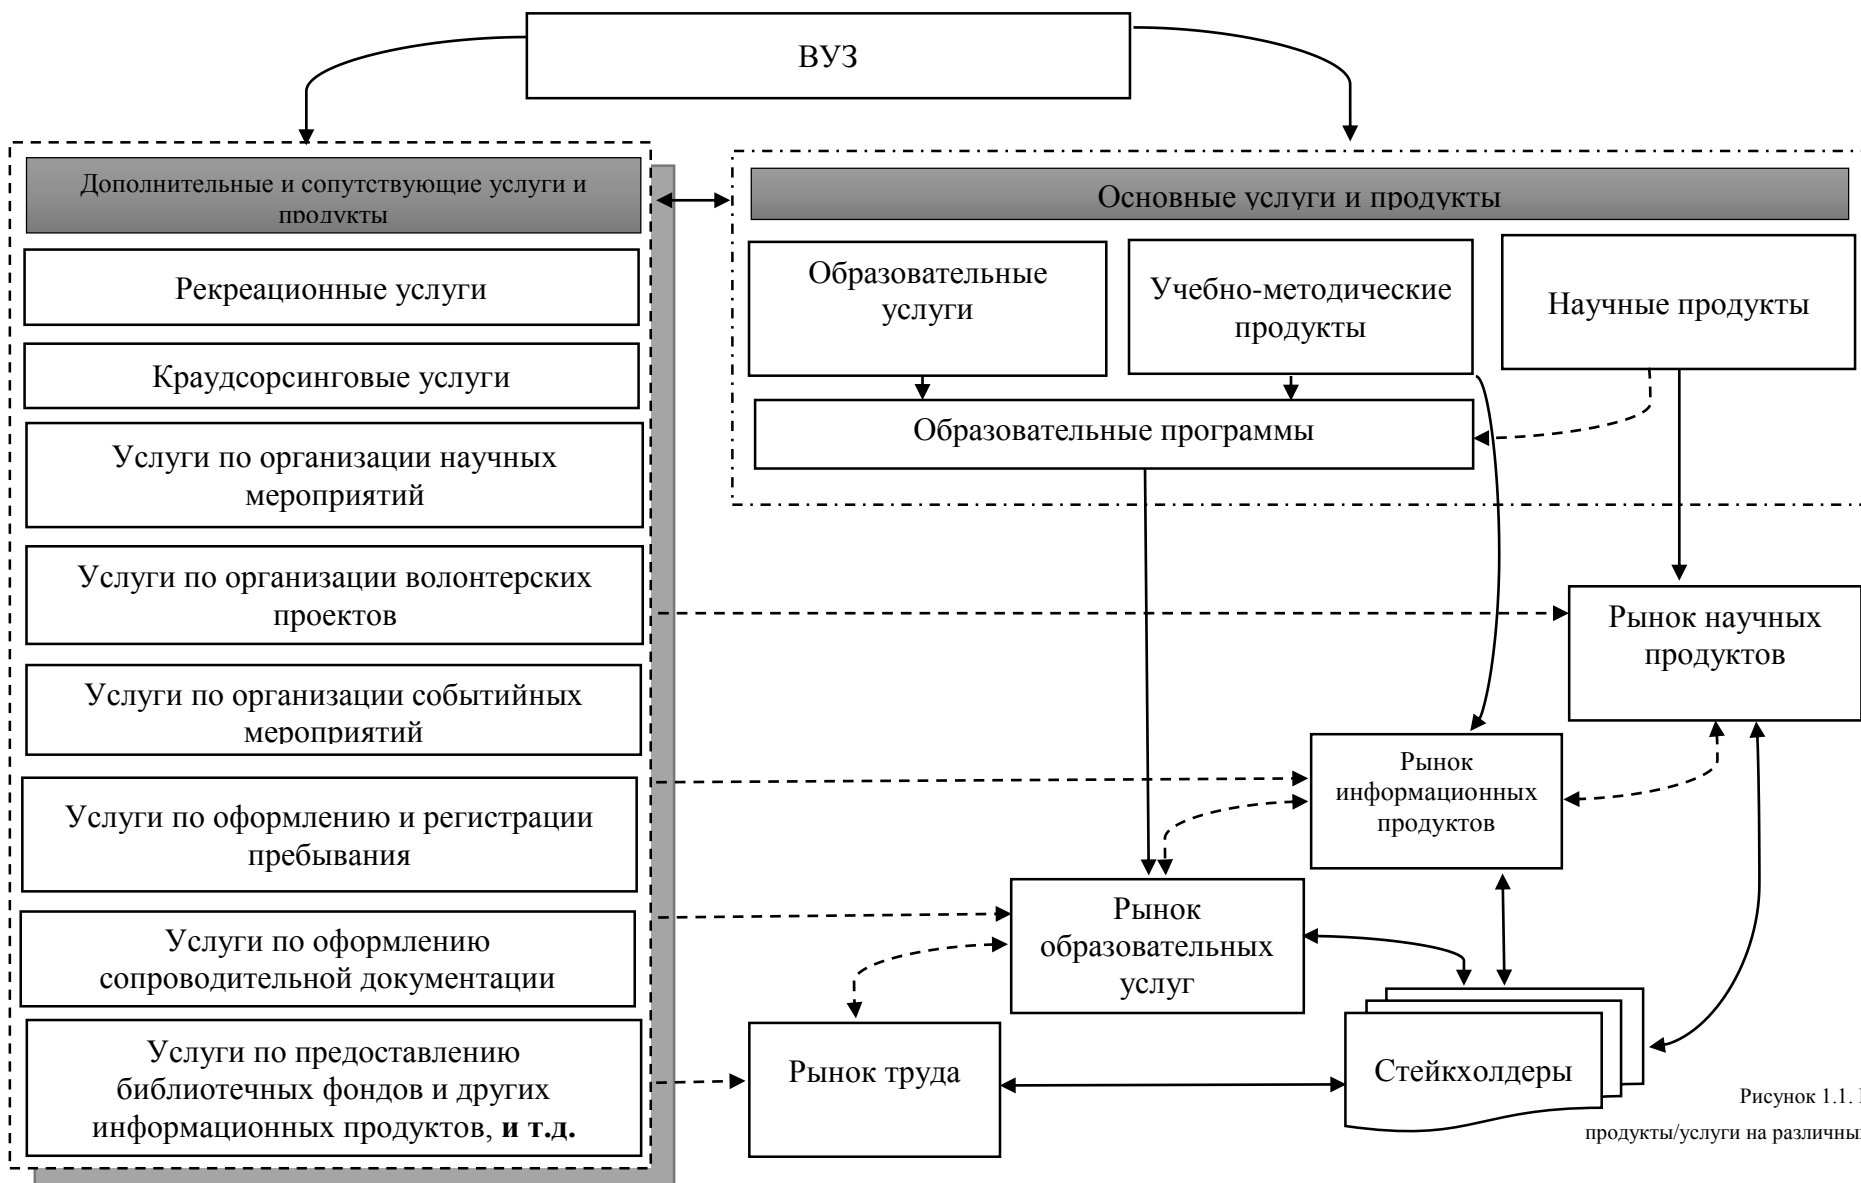 ВУЗ
Дополнительные и сопутствующие услуги и
продукты
Рекреационные услуги
Краудсорсинговые услуги
Услуги по организации научных
мероприятий
Услуги по организации волонтерских
проектов
Услуги по организации событийных
мероприятий
Услуги по оформлению и регистрации
пребывания
Услуги по оформлению
сопроводительной документации
Услуги по предоставлению
библиотечных фондов и других
информационных продуктов, и т.д.
Основные услуги и продукты
Образовательные
услуги
Учебно-методические
продукты
Научные продукты
Образовательные программы
Рынок научных
продуктов
Рынок
информационных
продуктов
Рынок
образовательных
услуг
Рынок труда
Стейкхолдеры
Рисунок 1.1.
продукты/услуги на